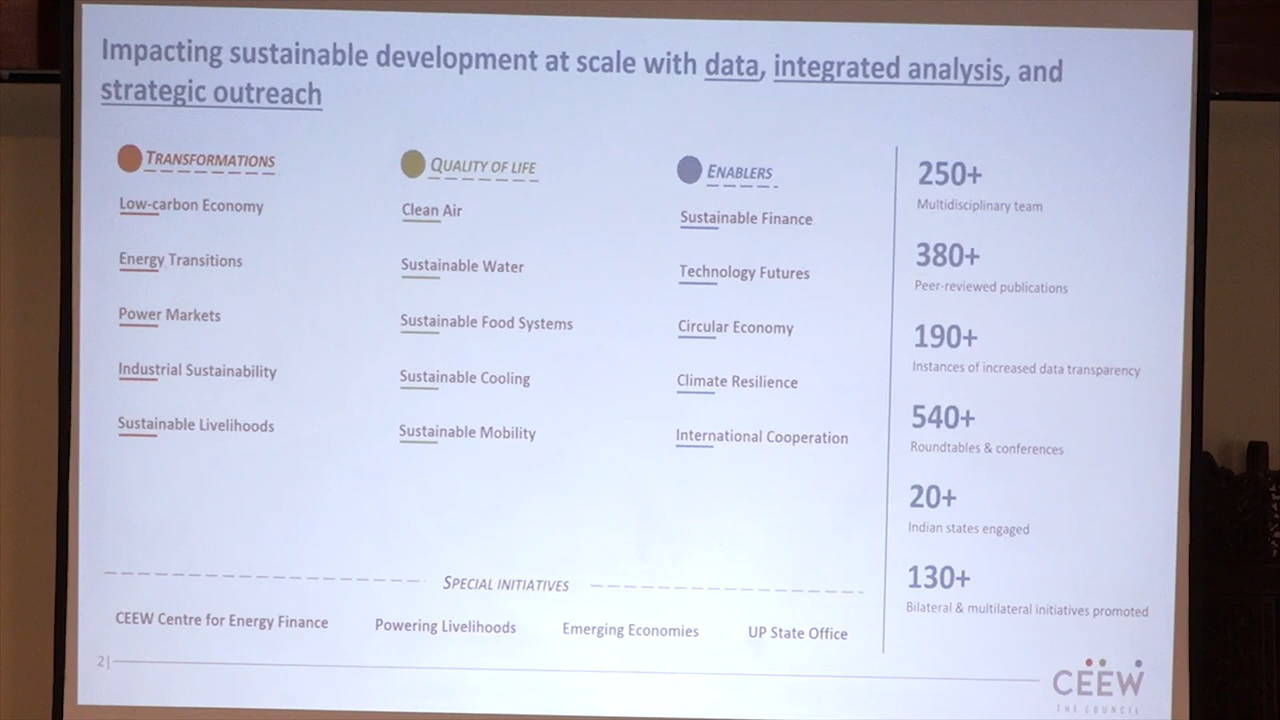 Impacting sustainable development at scale with data, integrated analysis, and
strategic outreach
TRANSFORMATIONS
Low-carbon Economy
Energy Transitions
Power Markets
Industrial Sustainability
Sustainable Livelihoods
QUALITY OF LIFE
Clean Air
Sustainable Water
Sustainable Food Systems
Sustainable Cooling
Sustainable Mobility
ENABLERS
Sustainable Finance
Technology Futures
Circular Economy
Climate Resilience
International Cooperation
250+
Multidisciplinary team
380+
Peer-reviewed publications
190+
Instances of increased data transparency
540+
Roundtables & conferences
20+
Indian states engaged
130+
Bilateral & multilateral initiatives promoted
SPECIAL INITIATIVES
CEEW Centre for Energy Finance
Powering Livelihoods
Emerging Economies
UP State Office
2|
CEEW
THE COUNCIL